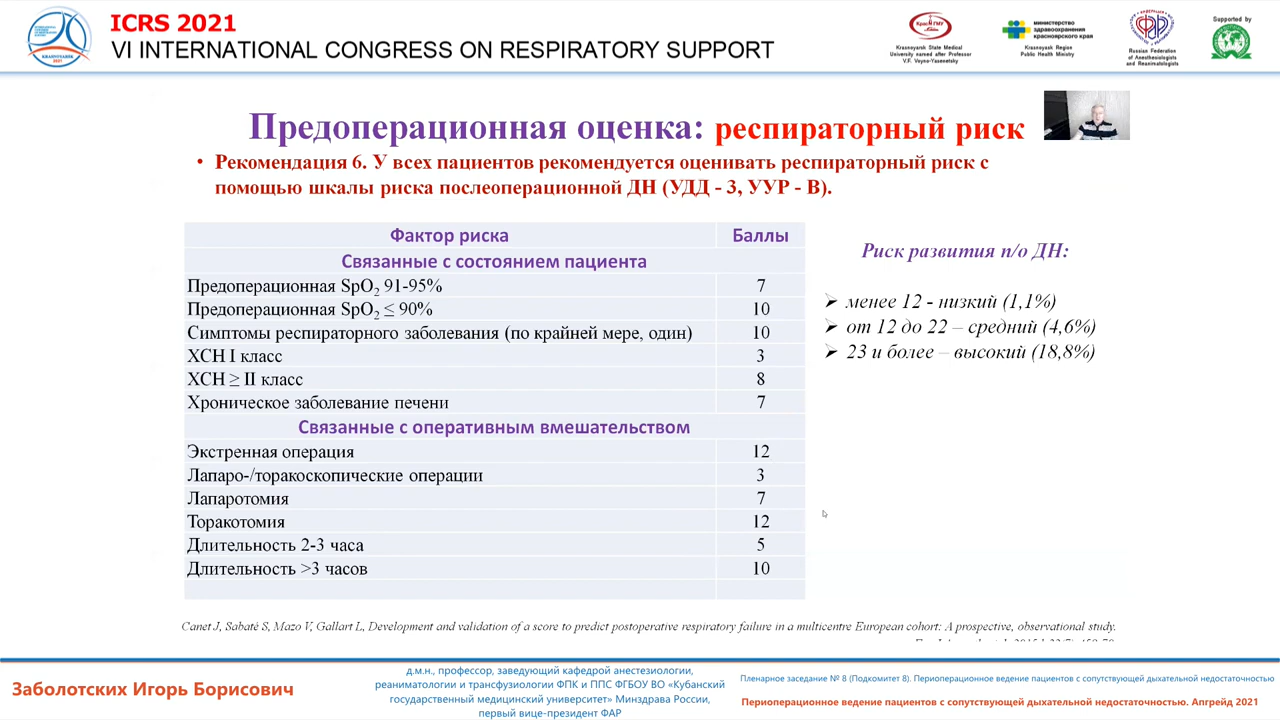 ICRS 2021
VI INTERNATIONAL CONGRESS ON RESPIRATORY SUPPORT
КрасГМУ
Krasnoyarsk State Medical
University named after Professor
V.F. Voyno-Yasenetsky
министерство
здравоохранения
красноярского края
Krasnoyask Region
Public Health Ministry
Russian Federation
of Anesthesiologists
and Reanimatologists
Supported by
Предоперационная оценка: респираторный риск
• Рекомендация 6. У всех пациентов рекомендуется оценивать респираторный риск с
помощью шкалы риска послеоперационной ДН (УДД - 3, УУР - В).
Фактор риска Баллы
Связанные с состоянием пациента
Предоперационная SpO₂ 91-95% 7
Предоперационная SpO₂ ≤ 90% 10
Симптомы респираторного заболевания (по крайней мере, один) 10
ХСН I класс 3
ХСН ≥ II класс 8
Хроническое заболевание печени 7
Связанные с оперативным вмешательством
Экстренная операция 12
Лапаро-/торакоскопические операции 3
Лапаротомия 7
Торакотомия 12
Длительность 2-3 часа 5
Длительность >3 часов 10
Риск развития п/о ДН:
➢ менее 12 - низкий (1,1%)
➢ от 12 до 22 – средний (4,6%)
➢ 23 и более – высокий (18,8%)
Canet J, Sabaté S, Mazo V, Gallart L, Development and validation of a score to predict postoperative respiratory failure in a multicentre European cohort: A prospective, observational study.
Заболотских Игорь Борисович
д.м.н., профессор, заведующий кафедрой анестезиологии,
реаниматологии и трансфузиологии ФПК и ППС ФГБОУ ВО «Кубанский
государственный медицинский университет» Минздрава России,
первый вице-президент ФАР
Пленарное заседание № 8 (Подкомитет 8). Периоперационное ведение пациентов с сопутствующей дыхательной недостаточностью
Периоперационное ведение пациентов с сопутствующей дыхательной недостаточностью. Апгрейд 2021